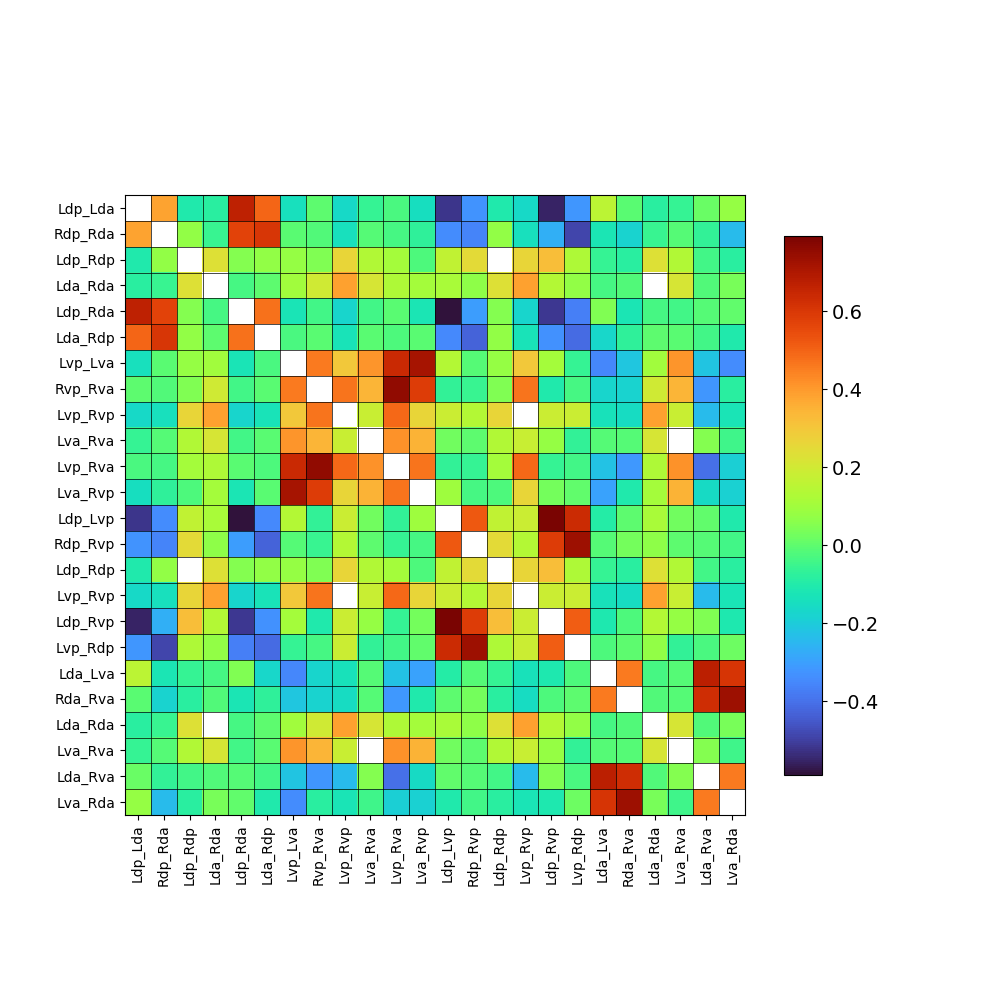 Ldp_Lda
Rdp_Rda
Ldp_Rdp
Lda_Rda
Ldp_Rda
Lda_Rdp
Lvp_Lva
Rvp_Rva
Lvp_Rvp
Lva_Rva
Lvp_Rva
Lva_Rvp
Ldp_Lvp
Rdp_Rvp
Ldp_Rdp
Lvp_Rvp
Ldp_Rvp
Lvp_Rdp
Lda_Lva
Rda_Rva
Lda_Rda
Lva_Rva
Lda_Rva
Lva_Rda
Ldp_Lda
Rdp_Rda
Ldp_Rdp
Lda_Rda
Ldp_Rda
Lda_Rdp
Lvp_Lva
Rvp_Rva
Lvp_Rvp
Lva_Rva
Lvp_Rva
Lva_Rvp
Ldp_Lvp
Rdp_Rvp
Ldp_Rdp
Lvp_Rvp
Ldp_Rvp
Lvp_Rdp
Lda_Lva
Rda_Rva
Lda_Rda
Lva_Rva
Lda_Rva
Lva_Rda
0.6
0.4
0.2
0.0
−0.2
−0.4